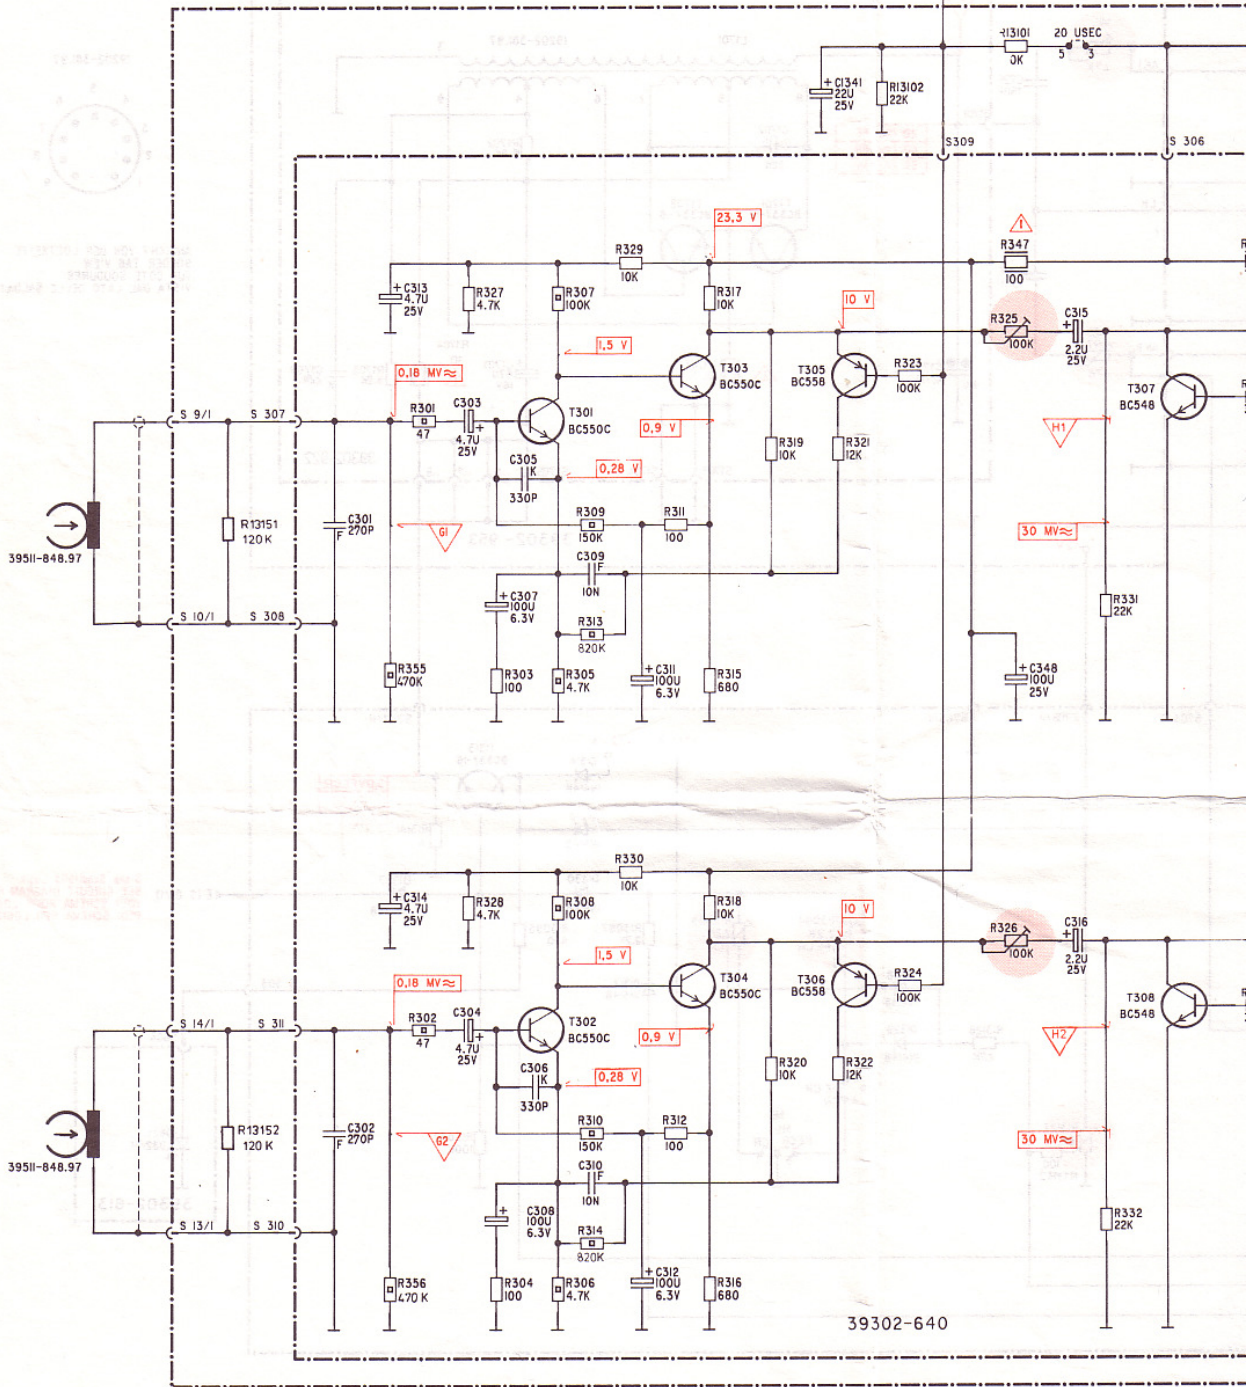 R13101
0K
20 USEC
5 3
+ C1341
22U
25V
R13102
22K
S309
S 306
23,3 V
1
R347
100
R329
10K
+ C313
4.7U
25V
R327
4.7K
R307
100K
R317
10K
10 V
R325
100K
C315
+
2.2U
25V
1,5 V
T303
BC550C
T305
BC558
R323
100K
T307
BC548
0,18 MV≈
S 9/1
S 307
R301
47
C303
+
4.7U
25V
T301
BC550C
0,9 V
H1
R319
10K
R321
12K
C305 K
330P
0,28 V
R309
150K
R311
100
39511-848.97
R13151
120K
C301
F 270P
G1
30 MV≈
C309
F
10N
+ C307
100U
6.3V
R313
820K
R331
22K
S 10/1
S 308
R355
470K
R303
100
R305
4.7K
+ C311
100U
6.3V
R315
680
+ C348
100U
25V
R330
10K
+ C314
4.7U
25V
R328
4.7K
R308
100K
R318
10K
10 V
R326
100K
C316
+
2.2U
25V
1,5 V
T304
BC550C
T306
BC558
R324
100K
T308
BC548
0,18 MV≈
S 14/1
S 311
R302
47
C304
+
4.7U
25V
T302
BC550C
0,9 V
H2
R320
10K
R322
12K
C306 K
330P
0,28 V
R310
150K
R312
100
39511-848.97
R13152
120K
C302
F 270P
G2
30 MV≈
C310
F
10N
+
C308
100U
6.3V
R314
820K
R332
22K
S 13/1
S 310
R356
470K
R304
100
R306
4.7K
+ C312
100U
6.3V
R316
680
39302-640